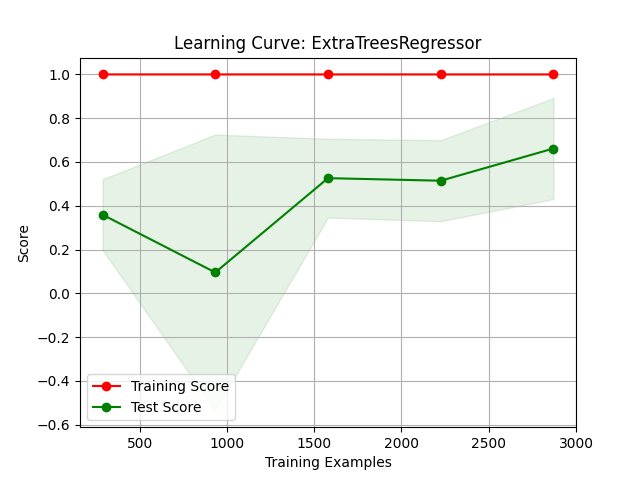 Learning Curve: ExtraTreesRegressor
1.0
0.8
0.6
0.4
0.2
0.0
−0.2
−0.4
−0.6
Score
Training Score
Test Score
500 1000 1500 2000 2500 3000
Training Examples